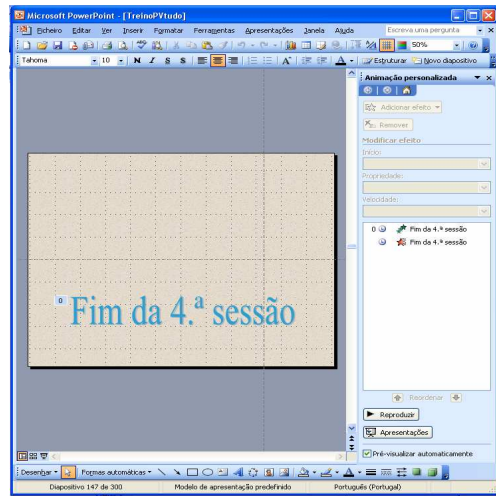 Microsoft PowerPoint - [TreinoPVtudo]
Ficheiro Editar Ver Inserir Formatar Ferramentas Apresentações Janela Ajuda Escreva uma pergunta
50%
Tahoma 10 N I S S Estruturar Novo diapositivo
Animação personalizada
Adicionar efeito
Remover
Modificar efeito
Início:
Propriedade:
Velocidade:
0 Fim da 4.ª sessão
Fim da 4.ª sessão
0
Fim da 4.ª sessão
Reordenar
Reproduzir
Apresentações
Pré-visualizar automaticamente
Desenhar Formas automáticas
Diapositivo 147 de 300 Modelo de apresentação predefinido Português (Portugal)